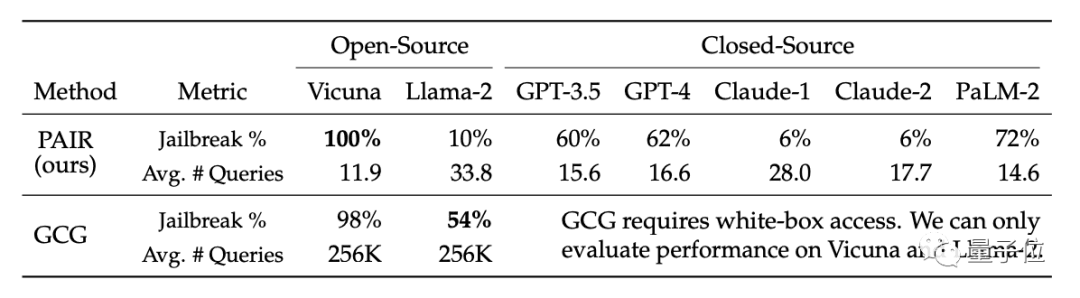 Open-Source Closed-Source
Method Metric Vicuna Llama-2 GPT-3.5 GPT-4 Claude-1 Claude-2 PaLM-2
PAIR Jailbreak % 100% 10% 60% 62% 6% 6% 72%
(ours) Avg. # Queries 11.9 33.8 15.6 16.6 28.0 17.7 14.6
GCG Jailbreak % 98% 54% GCG requires white-box access. We can only
Avg. # Queries 256K 256K evaluate performance on Vicuna and Llama-2.
量子位